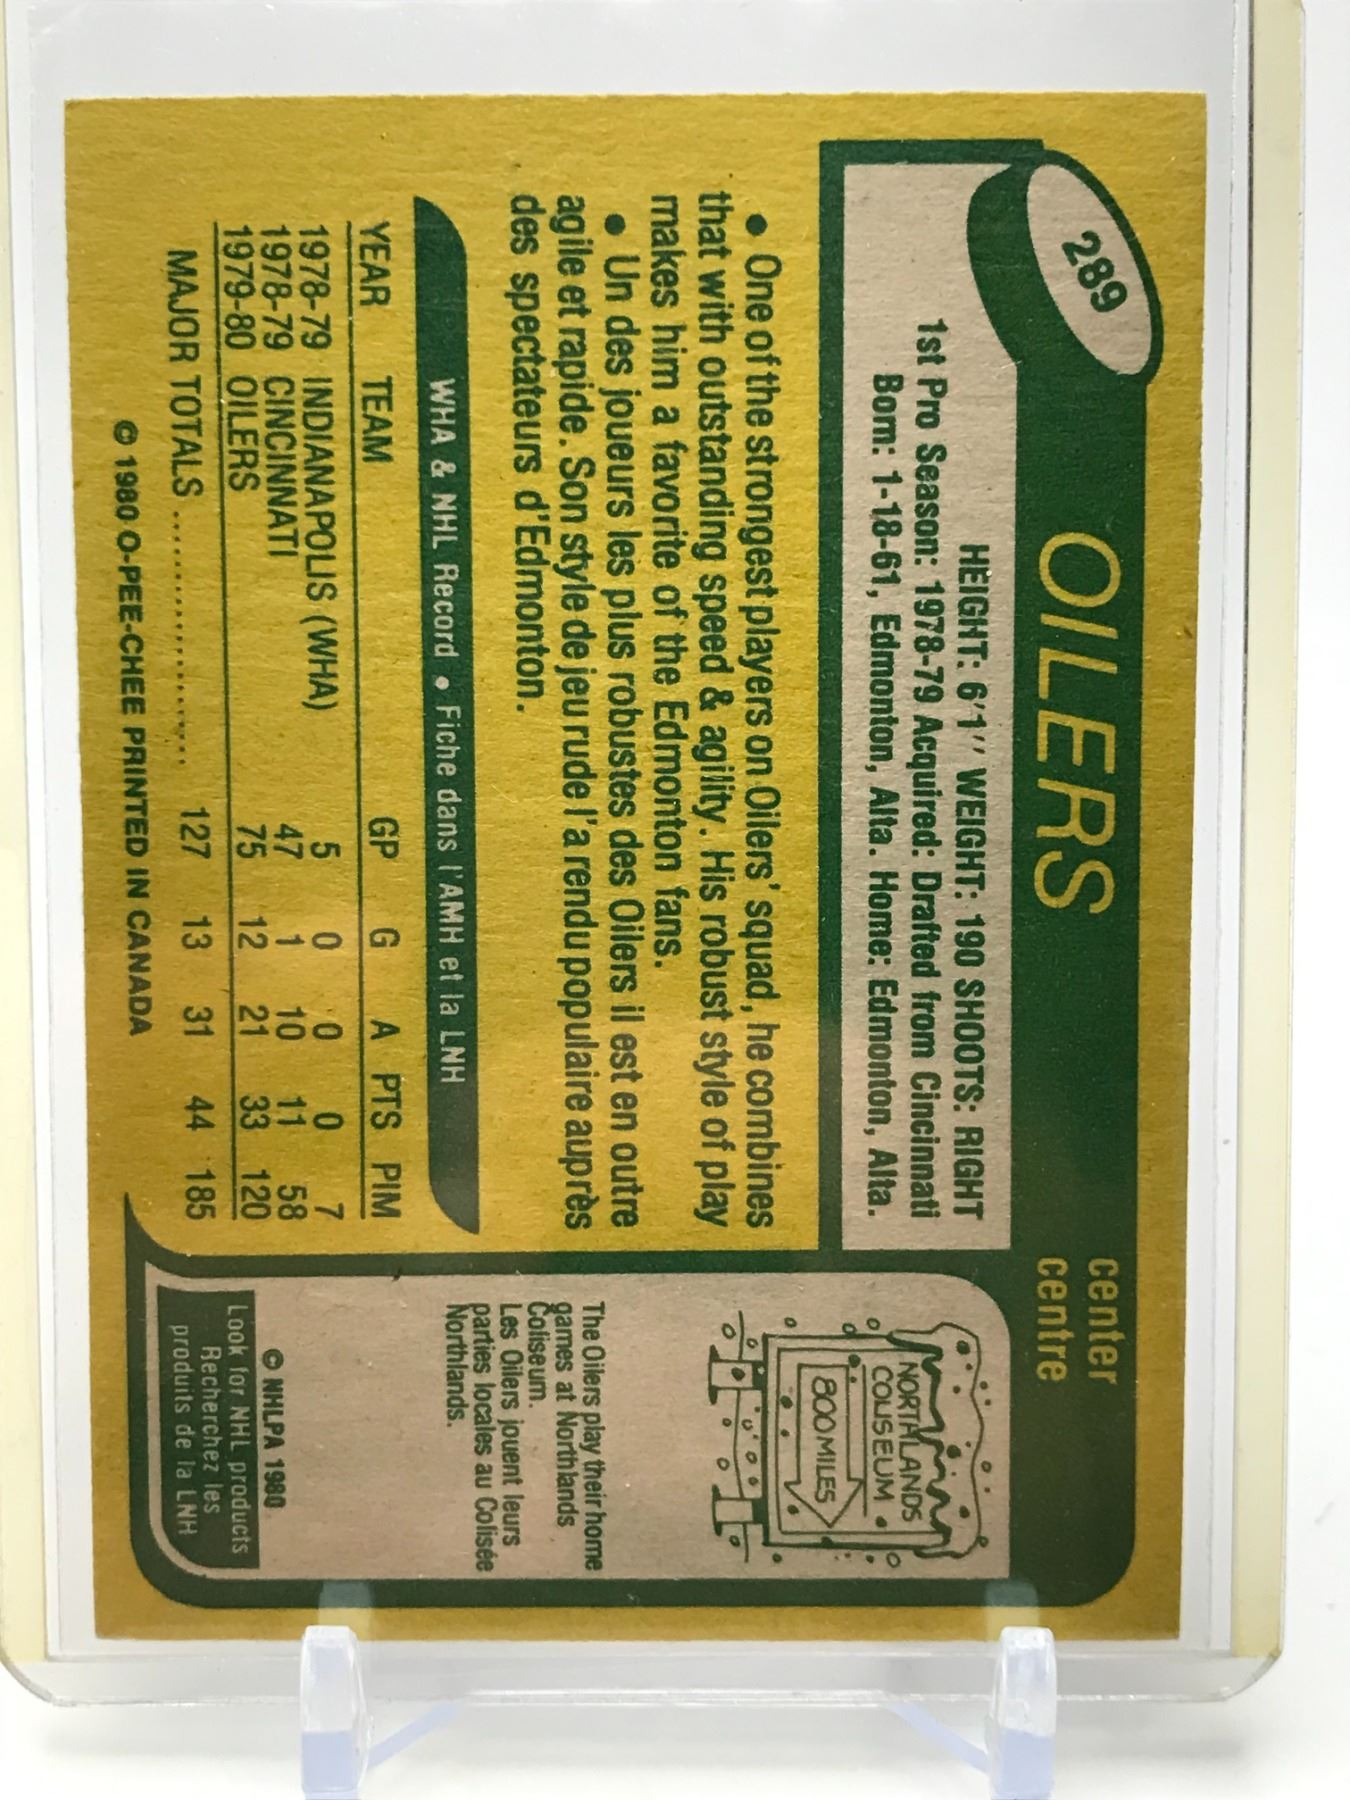 289
OILERS
center
centre
HEIGHT: 6'1'' WEIGHT: 190 SHOOTS: RIGHT
1st Pro Season: 1978-79 Acquired: Drafted from Cincinnati
Born: 1-18-61, Edmonton, Alta. Home: Edmonton, Alta.
• One of the strongest players on Oilers' squad, he combines
that with outstanding speed & agility. His robust style of play
makes him a favorite of the Edmonton fans.
• Un des joueurs les plus robustes des Oilers il est en outre
agile et rapide. Son style de jeu rude l'a rendu populaire auprès
des spectateurs d'Edmonton.
WHA & NHL Record • Fiche dans l'AMH et la LNH
YEAR TEAM GP G A PTS PIM
1978-79 INDIANAPOLIS (WHA) 5 0 0 0 7
1978-79 CINCINNATI 47 1 10 11 58
1979-80 OILERS 75 12 21 33 120
MAJOR TOTALS .................... 127 13 31 44 185
© 1980 O-PEE-CHEE PRINTED IN CANADA
NORTHLANDS
COLISEUM
800 MILES
The Oilers play their home
games at Northlands
Coliseum.
Les Oilers jouent leurs
parties locales au Colisée
Northlands.
© NHLPA 1980
Look for NHL products
Recherchez les
produits de la LNH